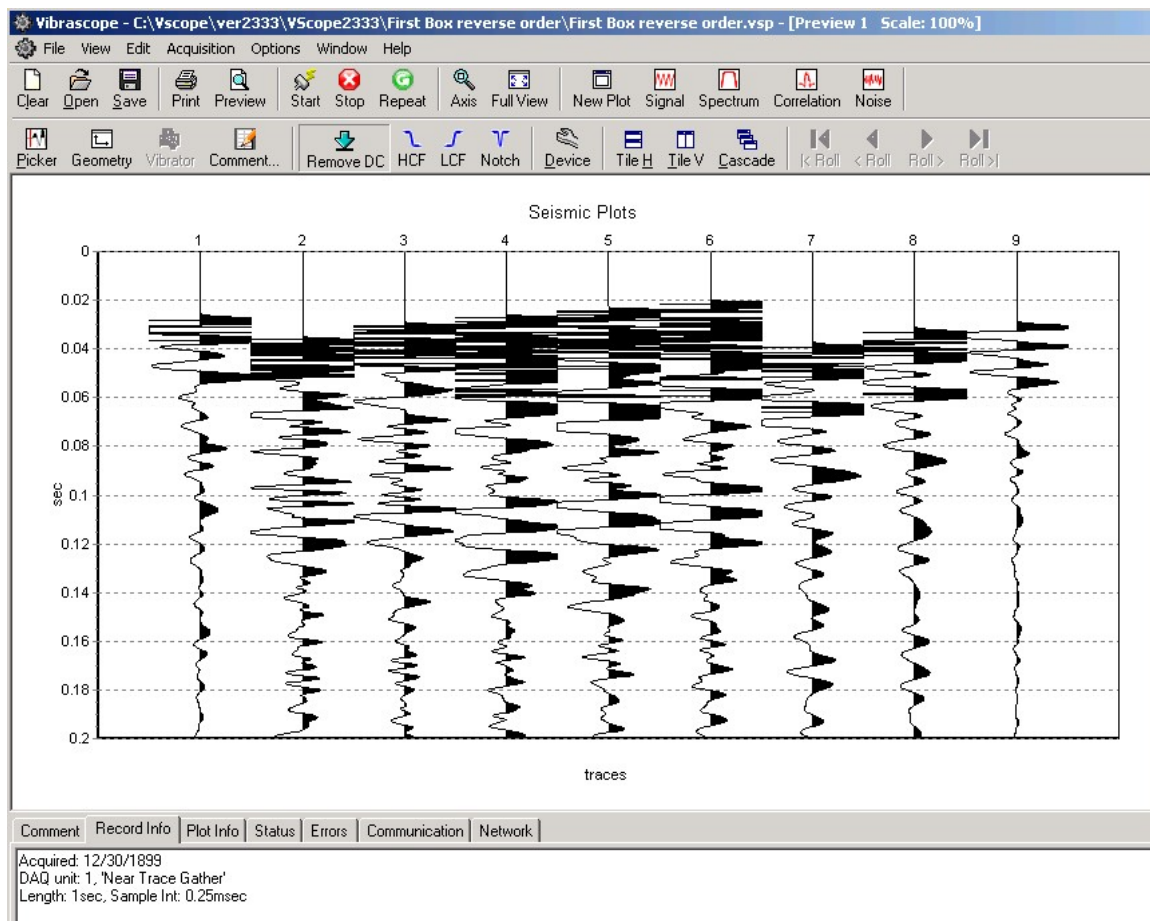 Vibrascope - C:\Vscope\ver2333\VScope2333\First Box reverse order\First Box reverse order.vsp - [Preview 1 Scale: 100%]
File View Edit Acquisition Options Window Help
Clear Open Save Print Preview Start Stop Repeat Axis Full View New Plot Signal Spectrum Correlation Noise
Picker Geometry Vibrator Comment... Remove DC HCF LCF Notch Device Tile H Tile V Cascade |< Roll < Roll Roll > Roll >|
Seismic Plots
1 2 3 4 5 6 7 8 9
0
0.02
0.04
0.06
0.08
sec
0.1
0.12
0.14
0.16
0.18
0.2
traces
Comment Record Info Plot Info Status Errors Communication Network
Acquired: 12/30/1899
DAQ unit: 1, 'Near Trace Gather'
Length: 1sec, Sample Int: 0.25msec